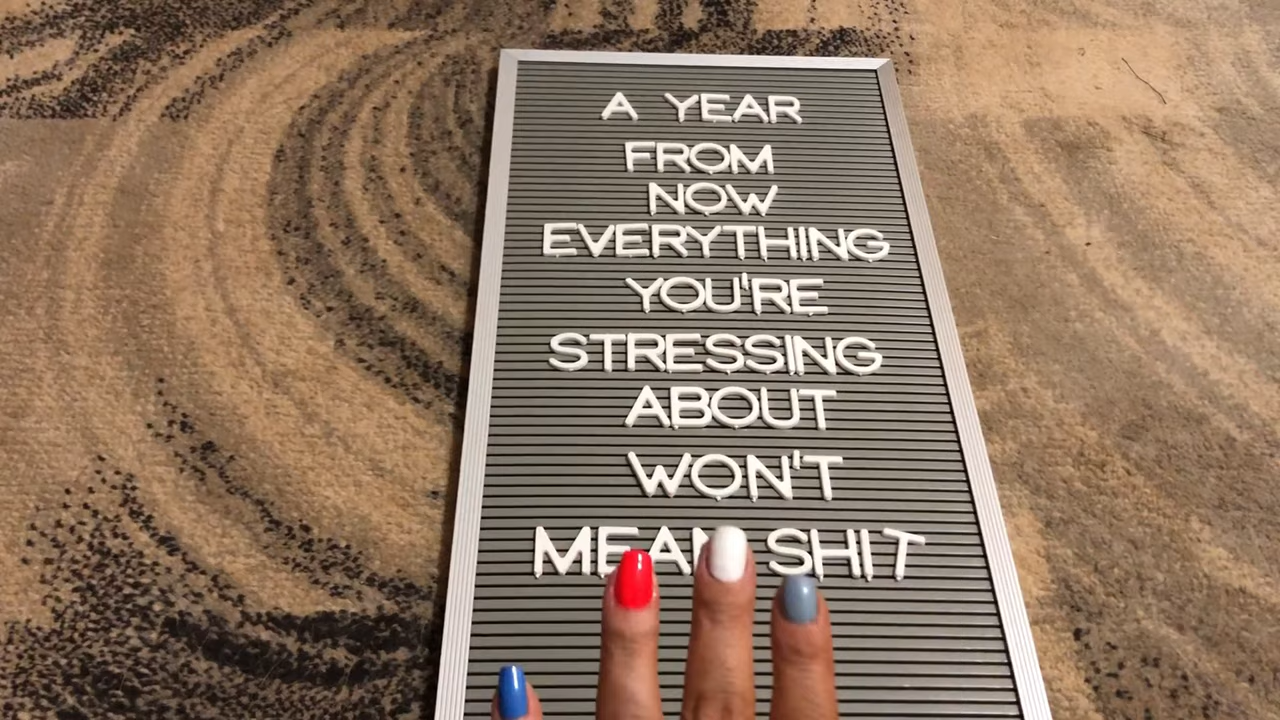 A YEAR
FROM
NOW
EVERYTHING
YOU'RE
STRESSING
ABOUT
WON'T
MEAN SHIT